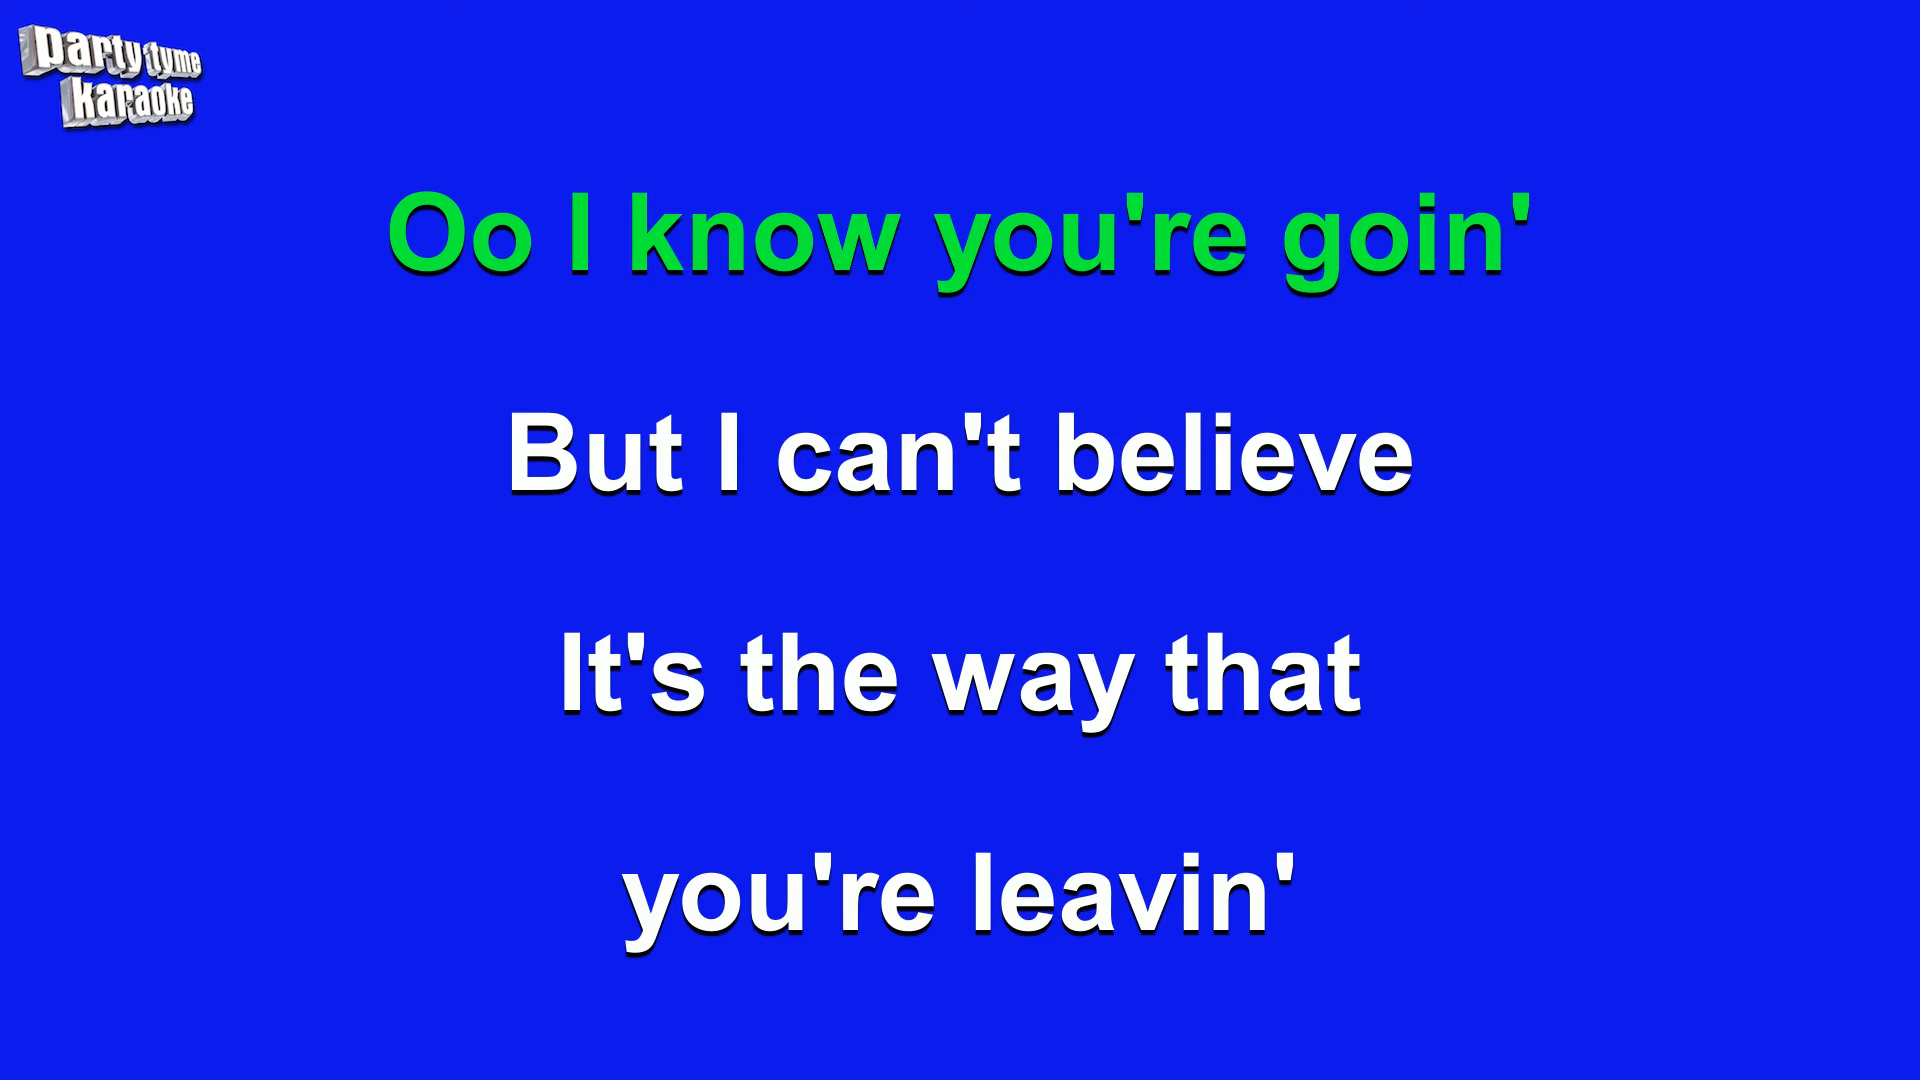 party tyme
karaoke
Oo I know you're goin'
But I can't believe
It's the way that
you're leavin'